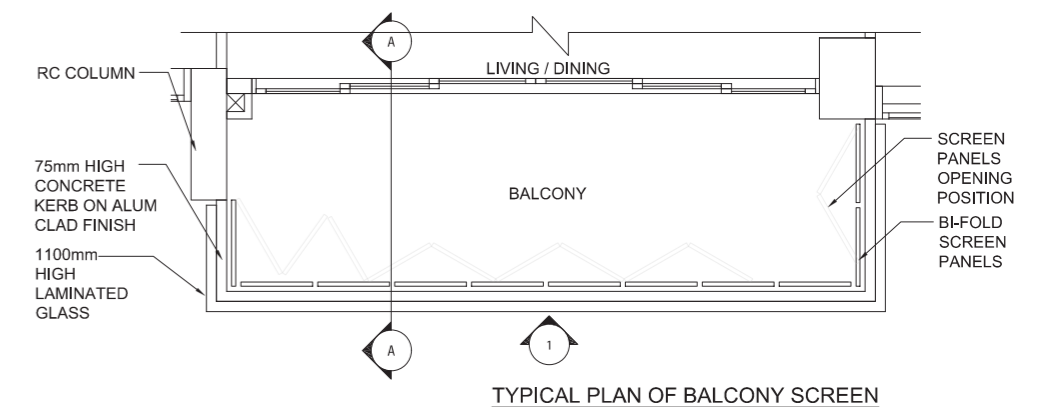 A
LIVING / DINING
RC COLUMN
75mm HIGH
CONCRETE
KERB ON ALUM
CLAD FINISH
1100mm
HIGH
LAMINATED
GLASS
BALCONY
SCREEN
PANELS
OPENING
POSITION
BI-FOLD
SCREEN
PANELS
A
1
TYPICAL PLAN OF BALCONY SCREEN